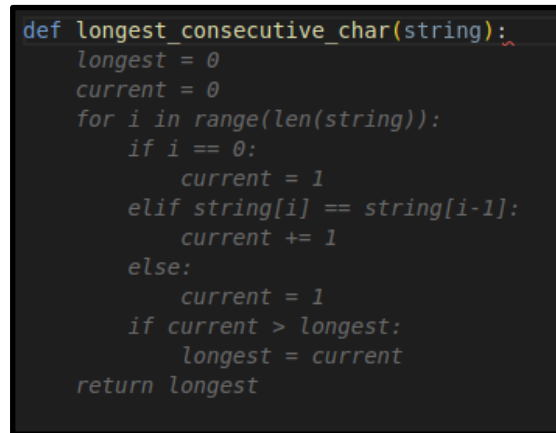 def longest_consecutive_char(string):
    longest = 0
    current = 0
    for i in range(len(string)):
        if i == 0:
            current = 1
        elif string[i] == string[i-1]:
            current += 1
        else:
            current = 1
        if current > longest:
            longest = current
    return longest